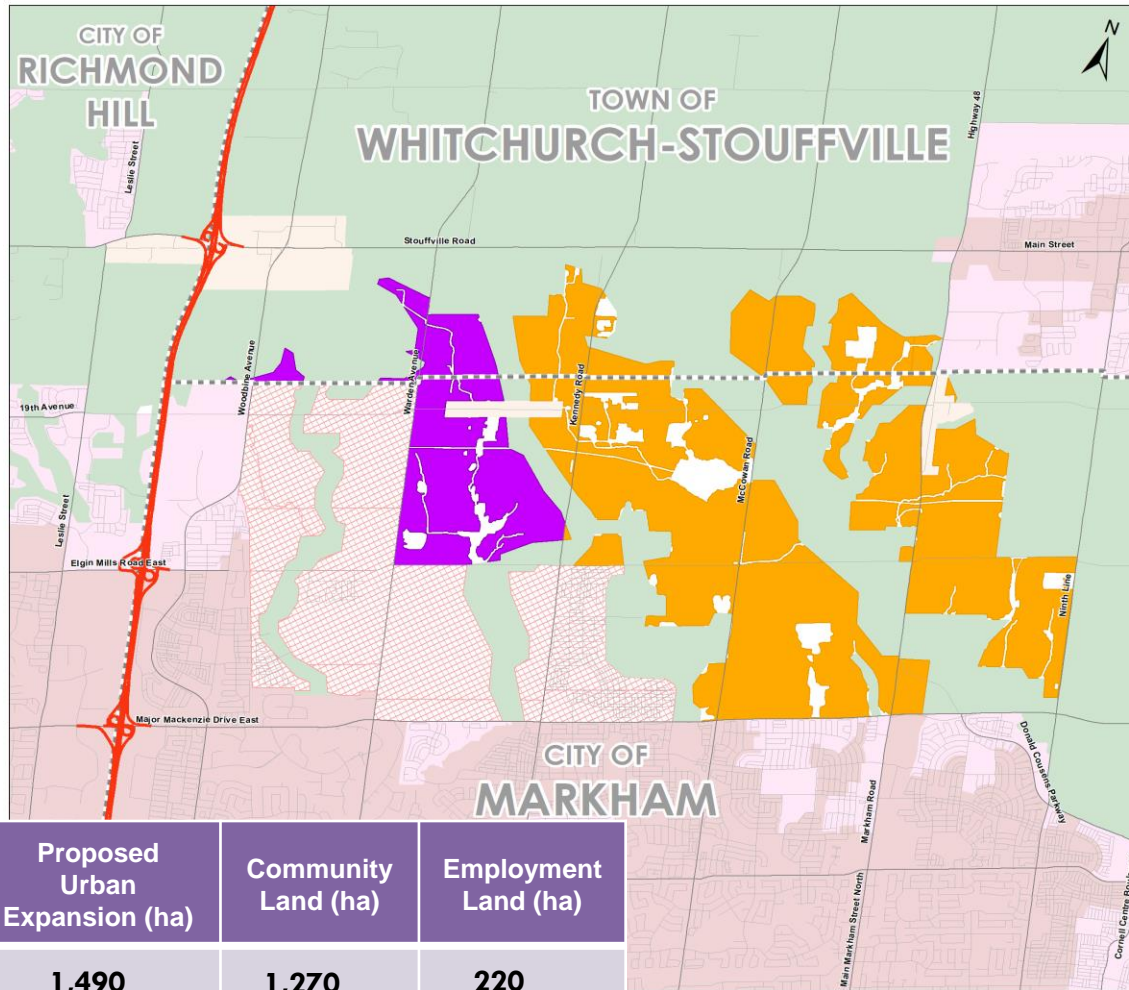 CITY OF
RICHMOND
HILL
TOWN OF
WHITCHURCH-STOUFFVILLE
N
Highway 48
Leslie Street
Stouffville Road
Main Street
Woodbine Avenue
Warden Avenue
Kennedy Road
McCowan Road
19th Avenue
Leslie Street
Elgin Mills Road East
Ninth Line
Major Mackenzie Drive East
CITY OF
MARKHAM
Donald Cousens Parkway
Markham Road
Main Markham Street North
Cornell Centre
Proposed
Urban
Expansion (ha)
Community
Land (ha)
Employment
Land (ha)
1,490
1,270
220